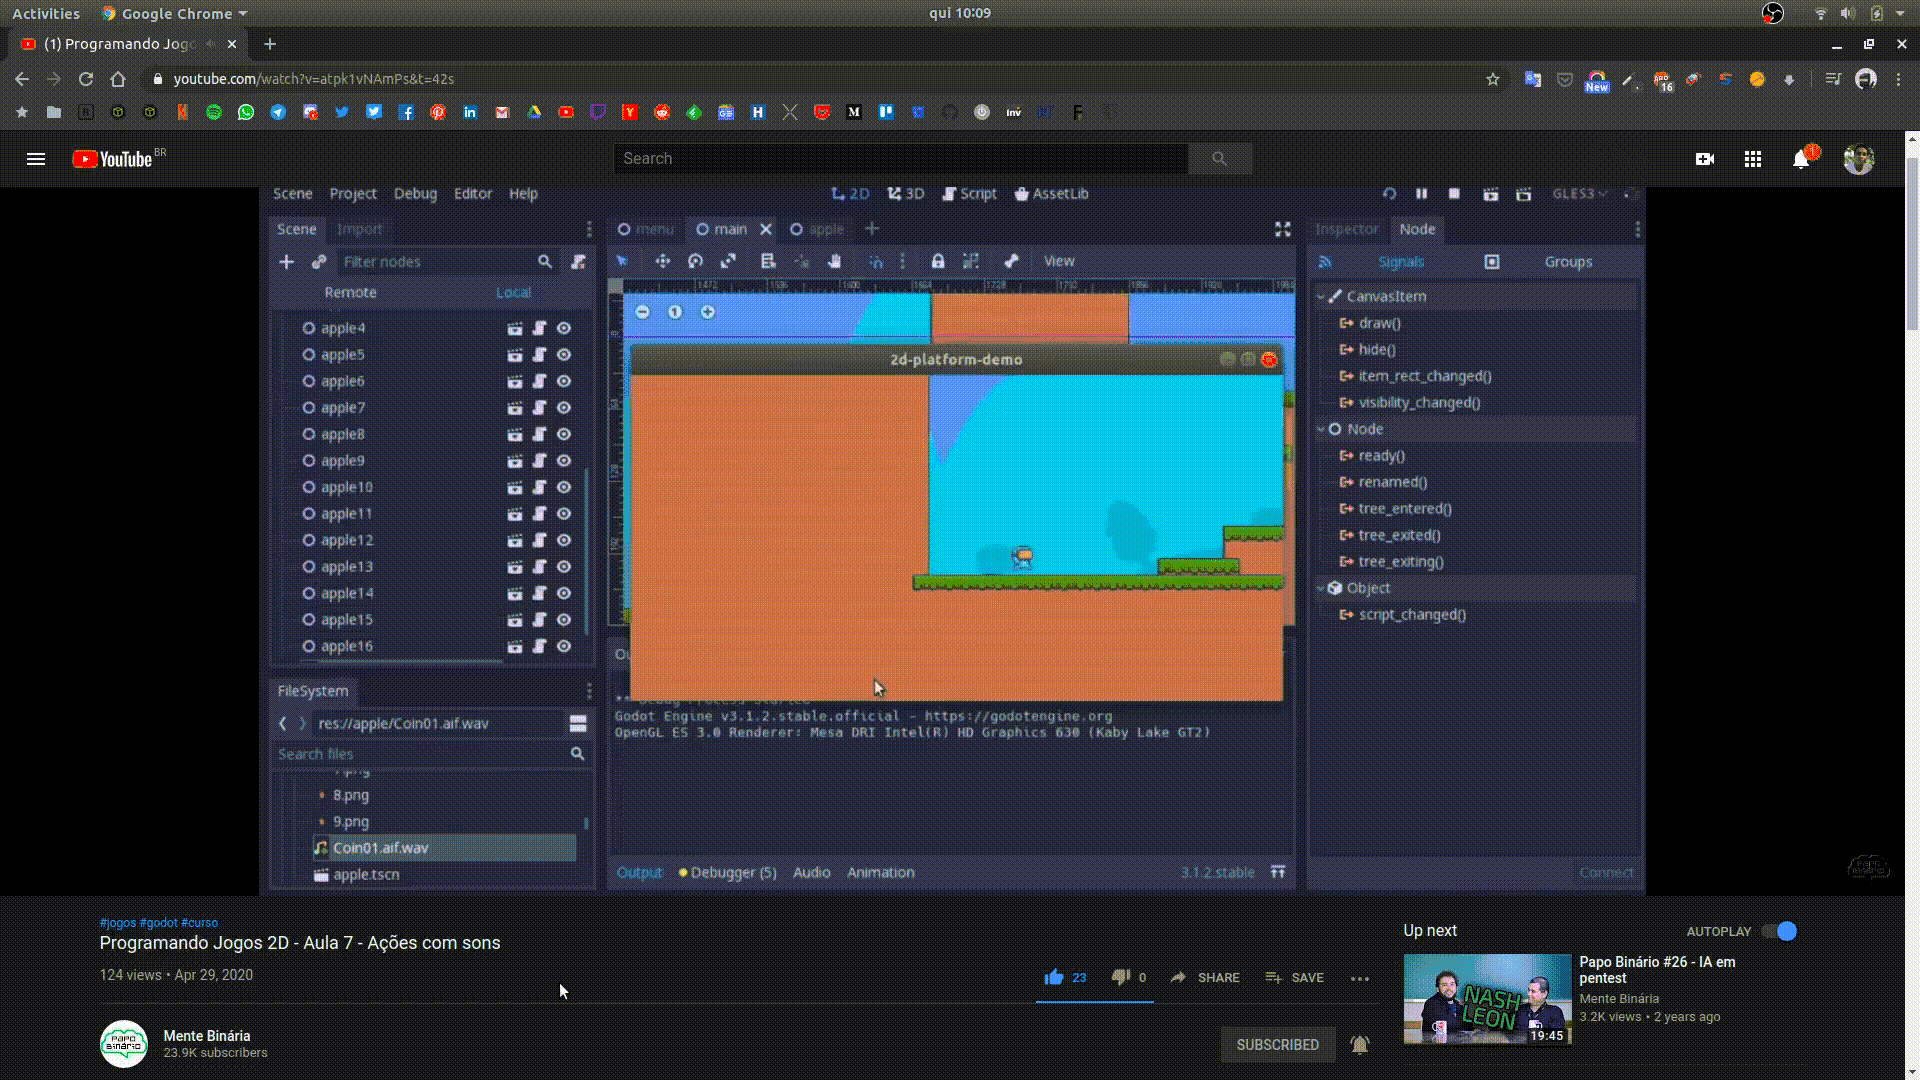 Activities
Google Chrome
qui 10:09
(1) Programando Jog
youtube.com/watch?v=atpk1vNAmPs&t=42s
New
16
YouTube BR
Search
1
Scene Project Debug Editor Help
2D 3D Script AssetLib
GLES3
Scene Import
menu main apple
Inspector Node
Filter nodes
View
Signals Groups
Remote Local
CanvasItem
draw()
hide()
item_rect_changed()
visibility_changed()
Node
ready()
renamed()
tree_entered()
tree_exited()
tree_exiting()
Object
script_changed()
apple4
apple5
apple6
apple7
apple8
apple9
apple10
apple11
apple12
apple13
apple14
apple15
apple16
2d-platform-demo
FileSystem
res://apple/Coin01.aif.wav
Search files
8.png
9.png
Coin01.aif.wav
apple.tscn
Godot Engine v3.1.2.stable.official - https://godotengine.org
OpenGL ES 3.0 Renderer: Mesa DRI Intel(R) HD Graphics 630 (Kaby Lake GT2)
Output Debugger (5) Audio Animation
3.1.2.stable
Connect
#jogos #godot #curso
Programando Jogos 2D - Aula 7 - Ações com sons
124 views • Apr 29, 2020
23 0 SHARE SAVE
Mente Binária
23.9K subscribers
SUBSCRIBED
Up next
AUTOPLAY
NASH
LEON
19:45
Papo Binário #26 - IA em
pentest
Mente Binária
3.2K views • 2 years ago
PAPO
BINÁRIO